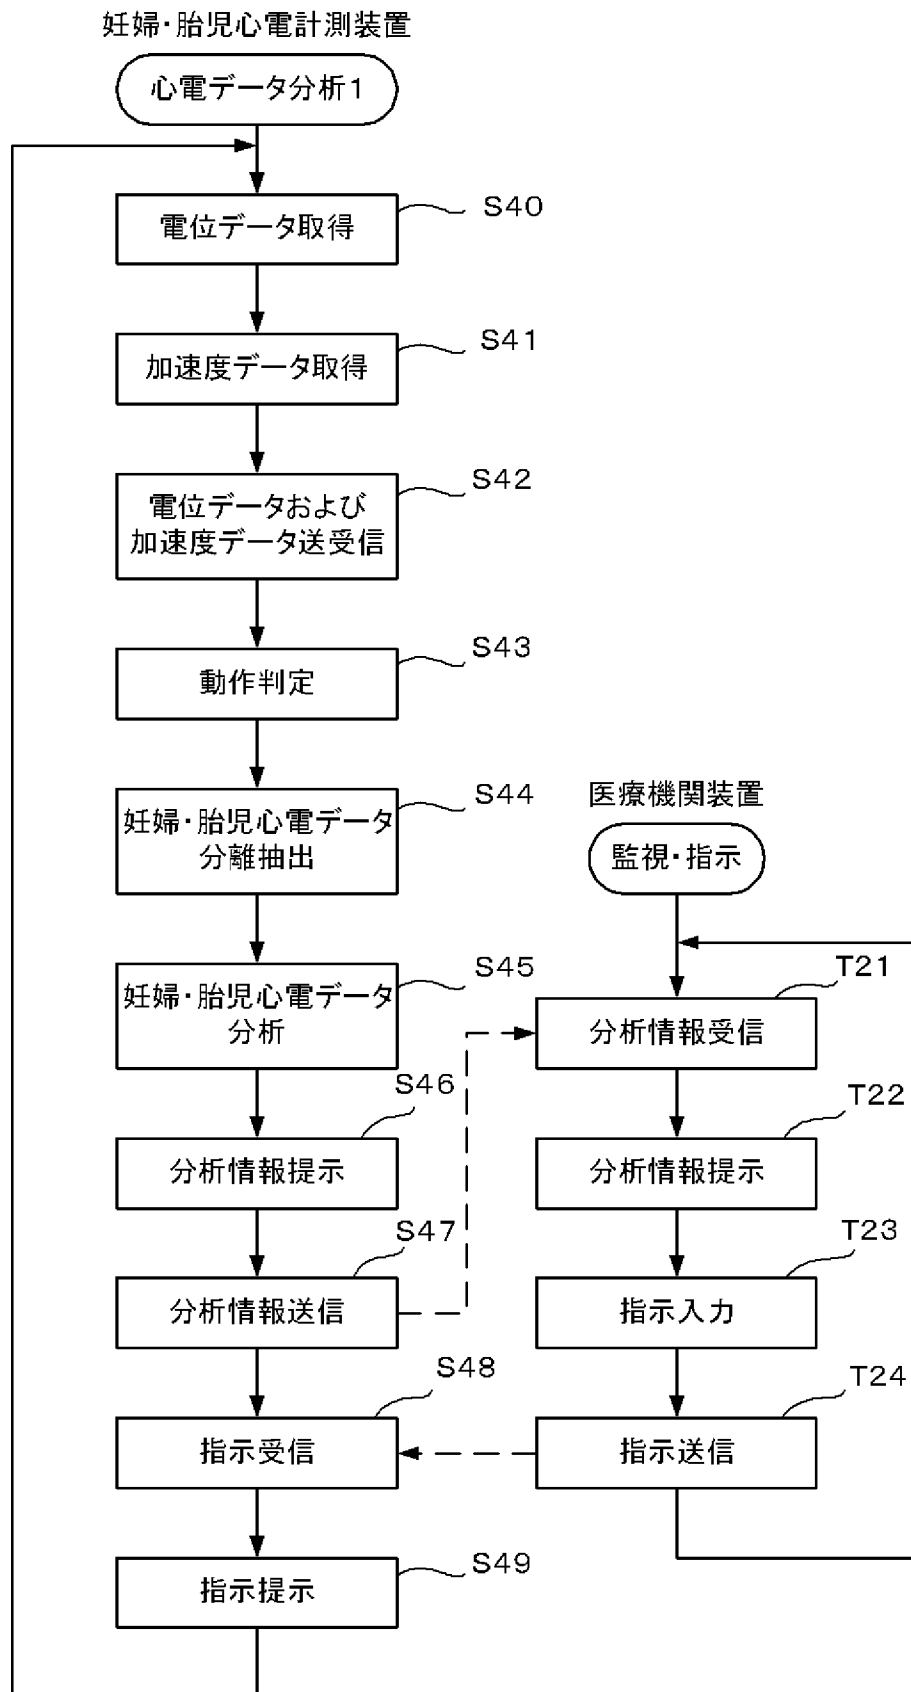 妊婦・胎児心電計測装置
心電データ分析1
電位データ取得
S40
加速度データ取得
S41
電位データおよび
加速度データ送受信
S42
動作判定
S43
妊婦・胎児心電データ
分離抽出
S44
妊婦・胎児心電データ
分析
S45
分析情報提示
S46
分析情報送信
S47
指示受信
S48
指示提示
S49
医療機関装置
監視・指示
分析情報受信
T21
分析情報提示
T22
指示入力
T23
指示送信
T24